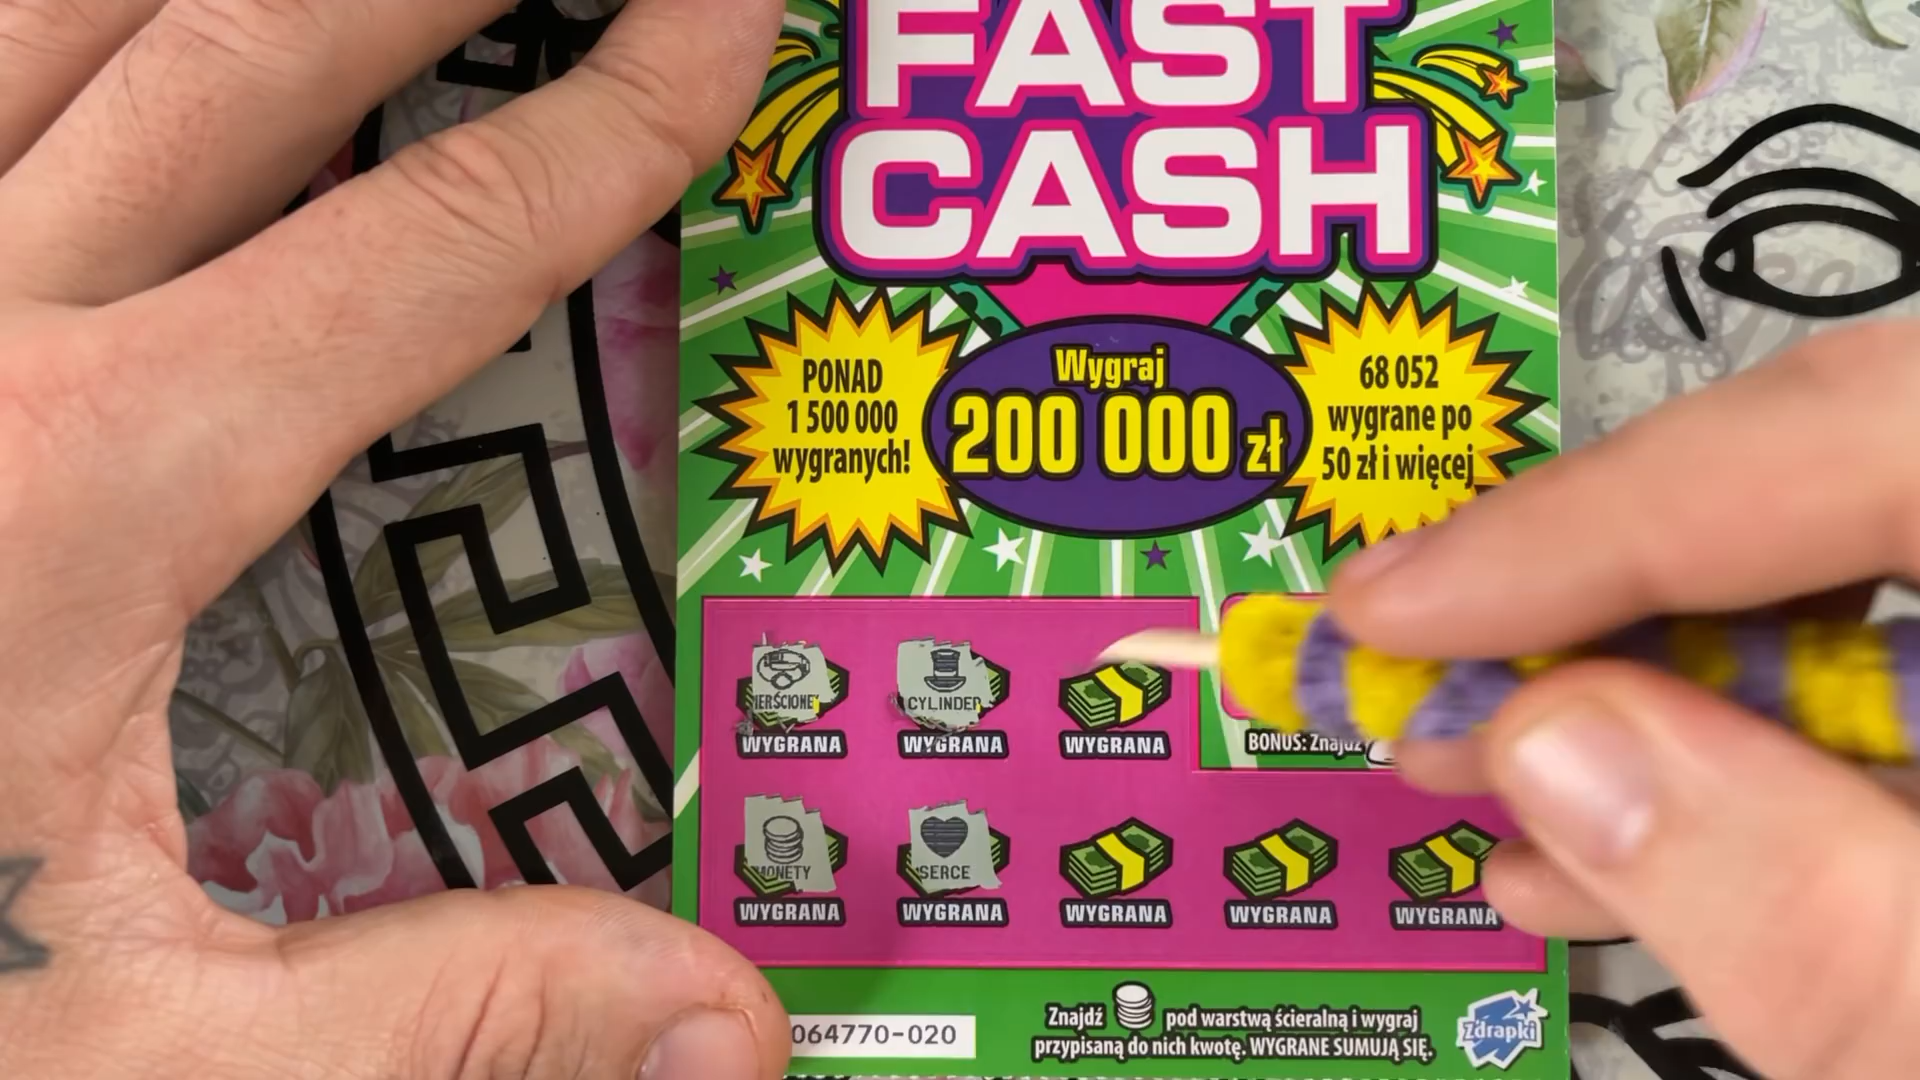 FAST
CASH
PONAD
1 500 000
wygranych!
Wygraj
200 000 zł
68 052
wygrane po
50 zł i więcej
CYLINDER
WYGRANA
WYGRANA
WYGRANA
BONUS: Znajdź
MONETY
SERCE
WYGRANA
WYGRANA
WYGRANA
WYGRANA
WYGRANA
064770-020
Znajdź pod warstwą ścieralną i wygraj
przypisaną do nich kwotę. WYGRANE SUMUJĄ SIĘ.
Zdrapki